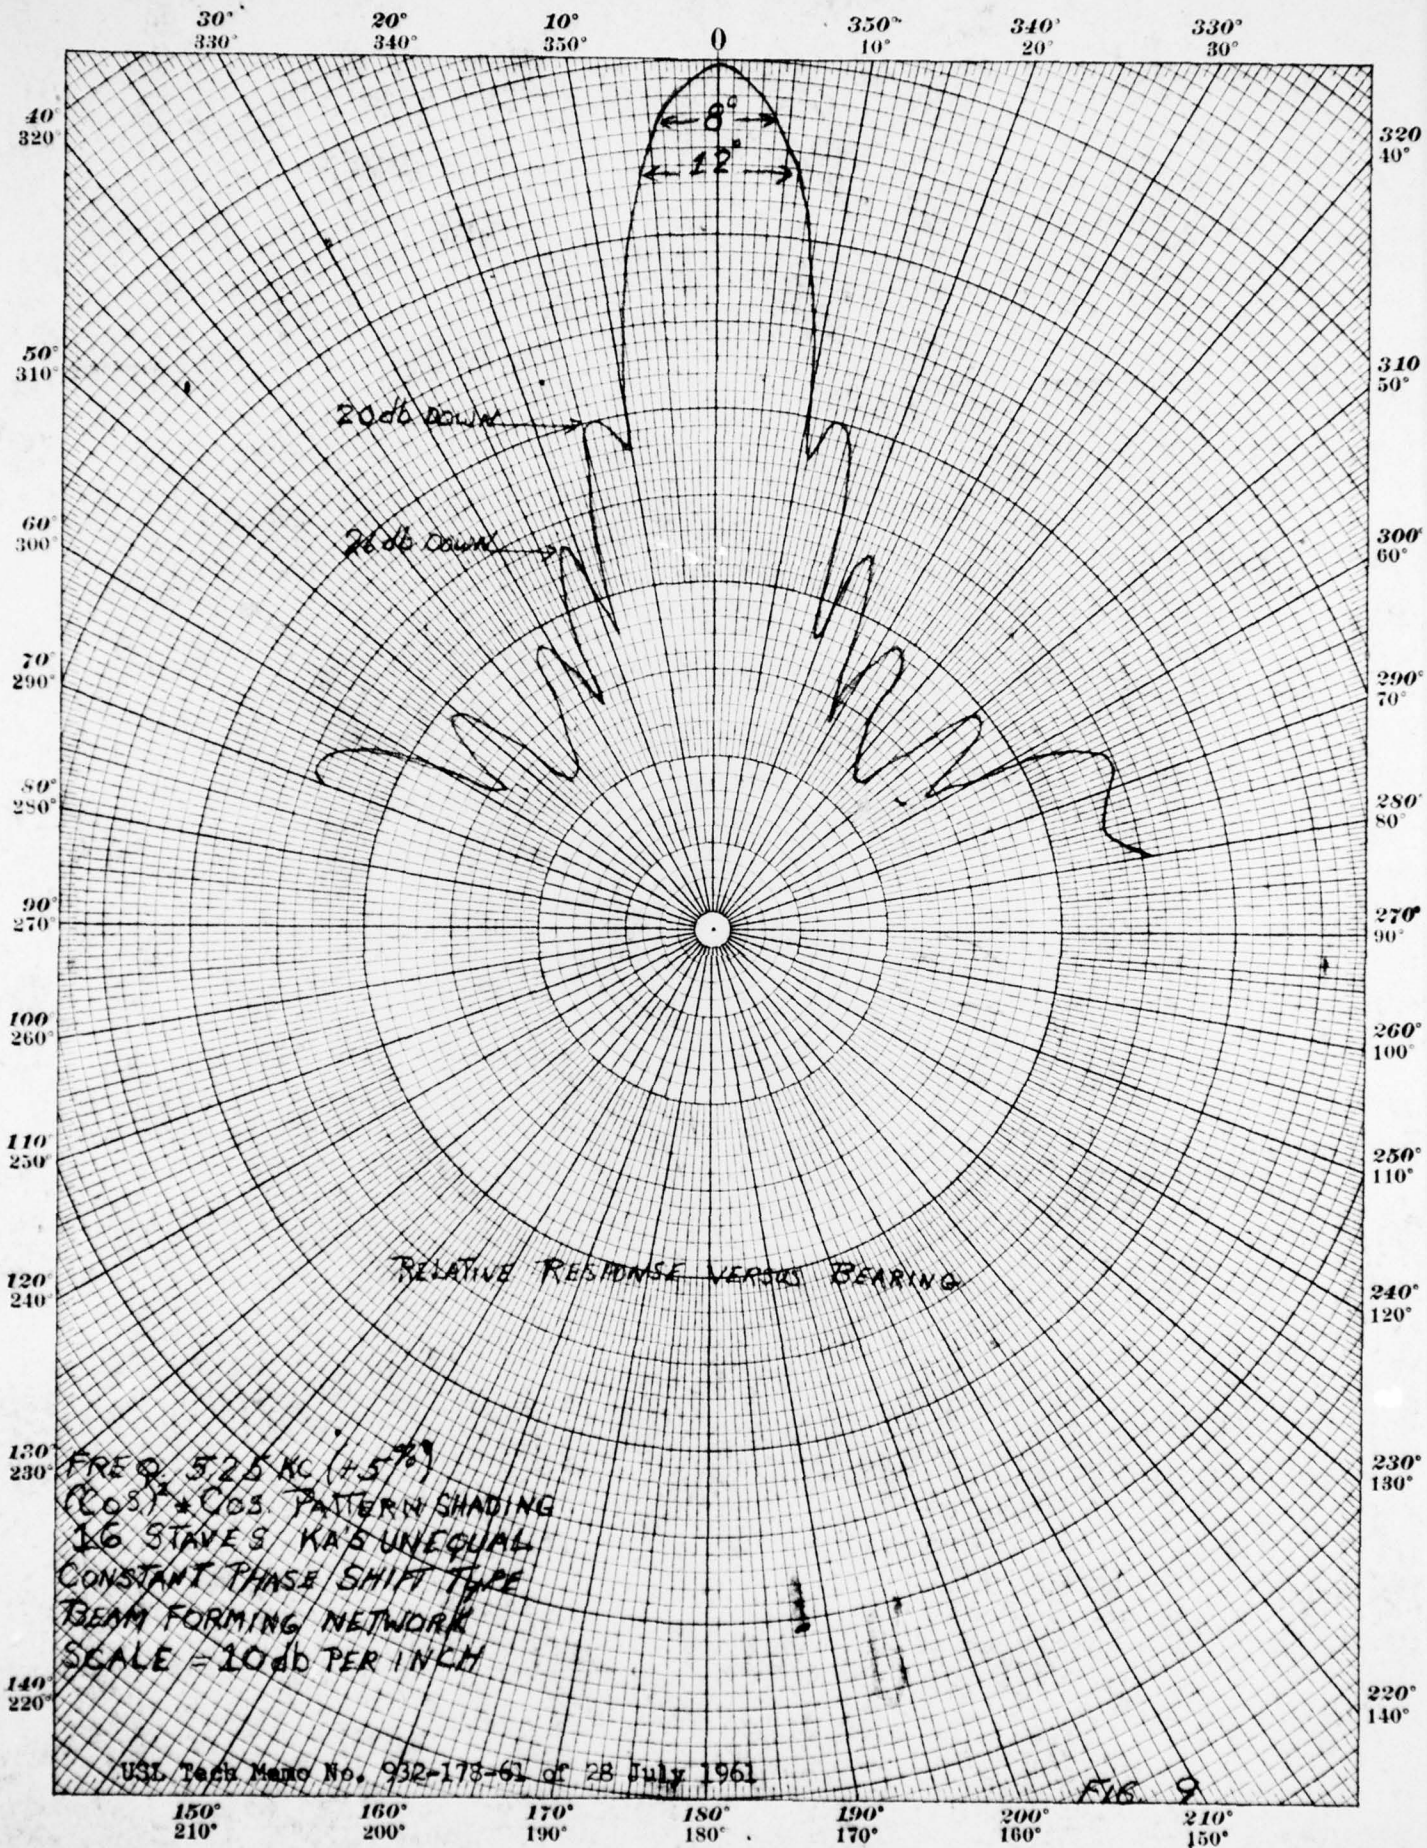 30° 20° 10° 350° 340° 330°
330° 340° 350° 0 10° 20° 30°
40° 320
320° 40°
50° 310
310° 50°
60° 300°
300° 60°
70° 290°
290° 70°
80° 280°
280° 80°
90° 270°
270° 90°
100 260°
260° 100°
110° 250°
250° 110°
120 240°
240° 120°
130 230°
230° 130°
140° 220°
220° 140°
8°
12°
20db DOWN
26db DOWN
RELATIVE RESPONSE VERSUS BEARING
FREQ. 525 KC (+5%)
(COS)² + COS. PATTERN SHADING
16 STAVES KA'S UNEQUAL
CONSTANT PHASE SHIFT TYPE
BEAM FORMING NETWORK
SCALE = 10db PER INCH
USL Tech Memo No. 932-178-61 of 28 July 1961
FIG 9
150° 160° 170° 180° 190° 200° 210°
210° 200° 190° 180° 170° 160° 150°